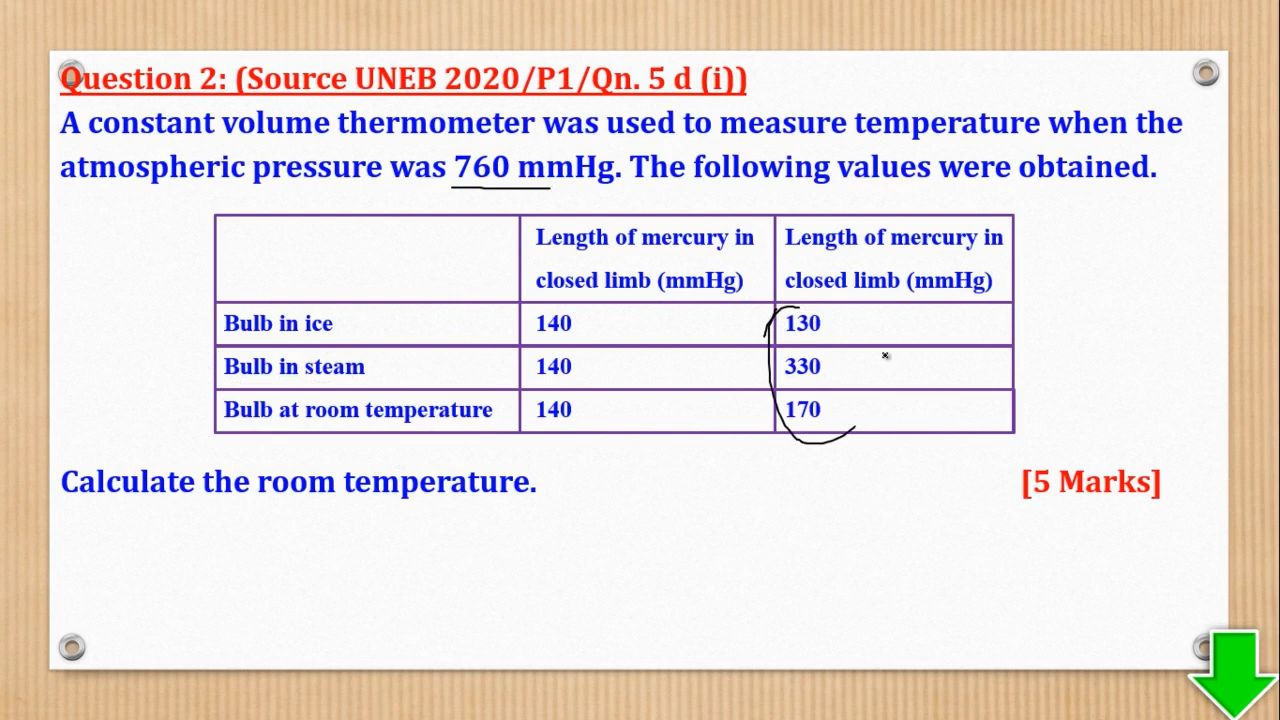 Question 2: (Source UNEB 2020/P1/Qn. 5 d (i))
A constant volume thermometer was used to measure temperature when the
atmospheric pressure was 760 mmHg. The following values were obtained.
Length of mercury in closed limb (mmHg) Length of mercury in closed limb (mmHg)
Bulb in ice 140 130
Bulb in steam 140 330
Bulb at room temperature 140 170
Calculate the room temperature. [5 Marks]